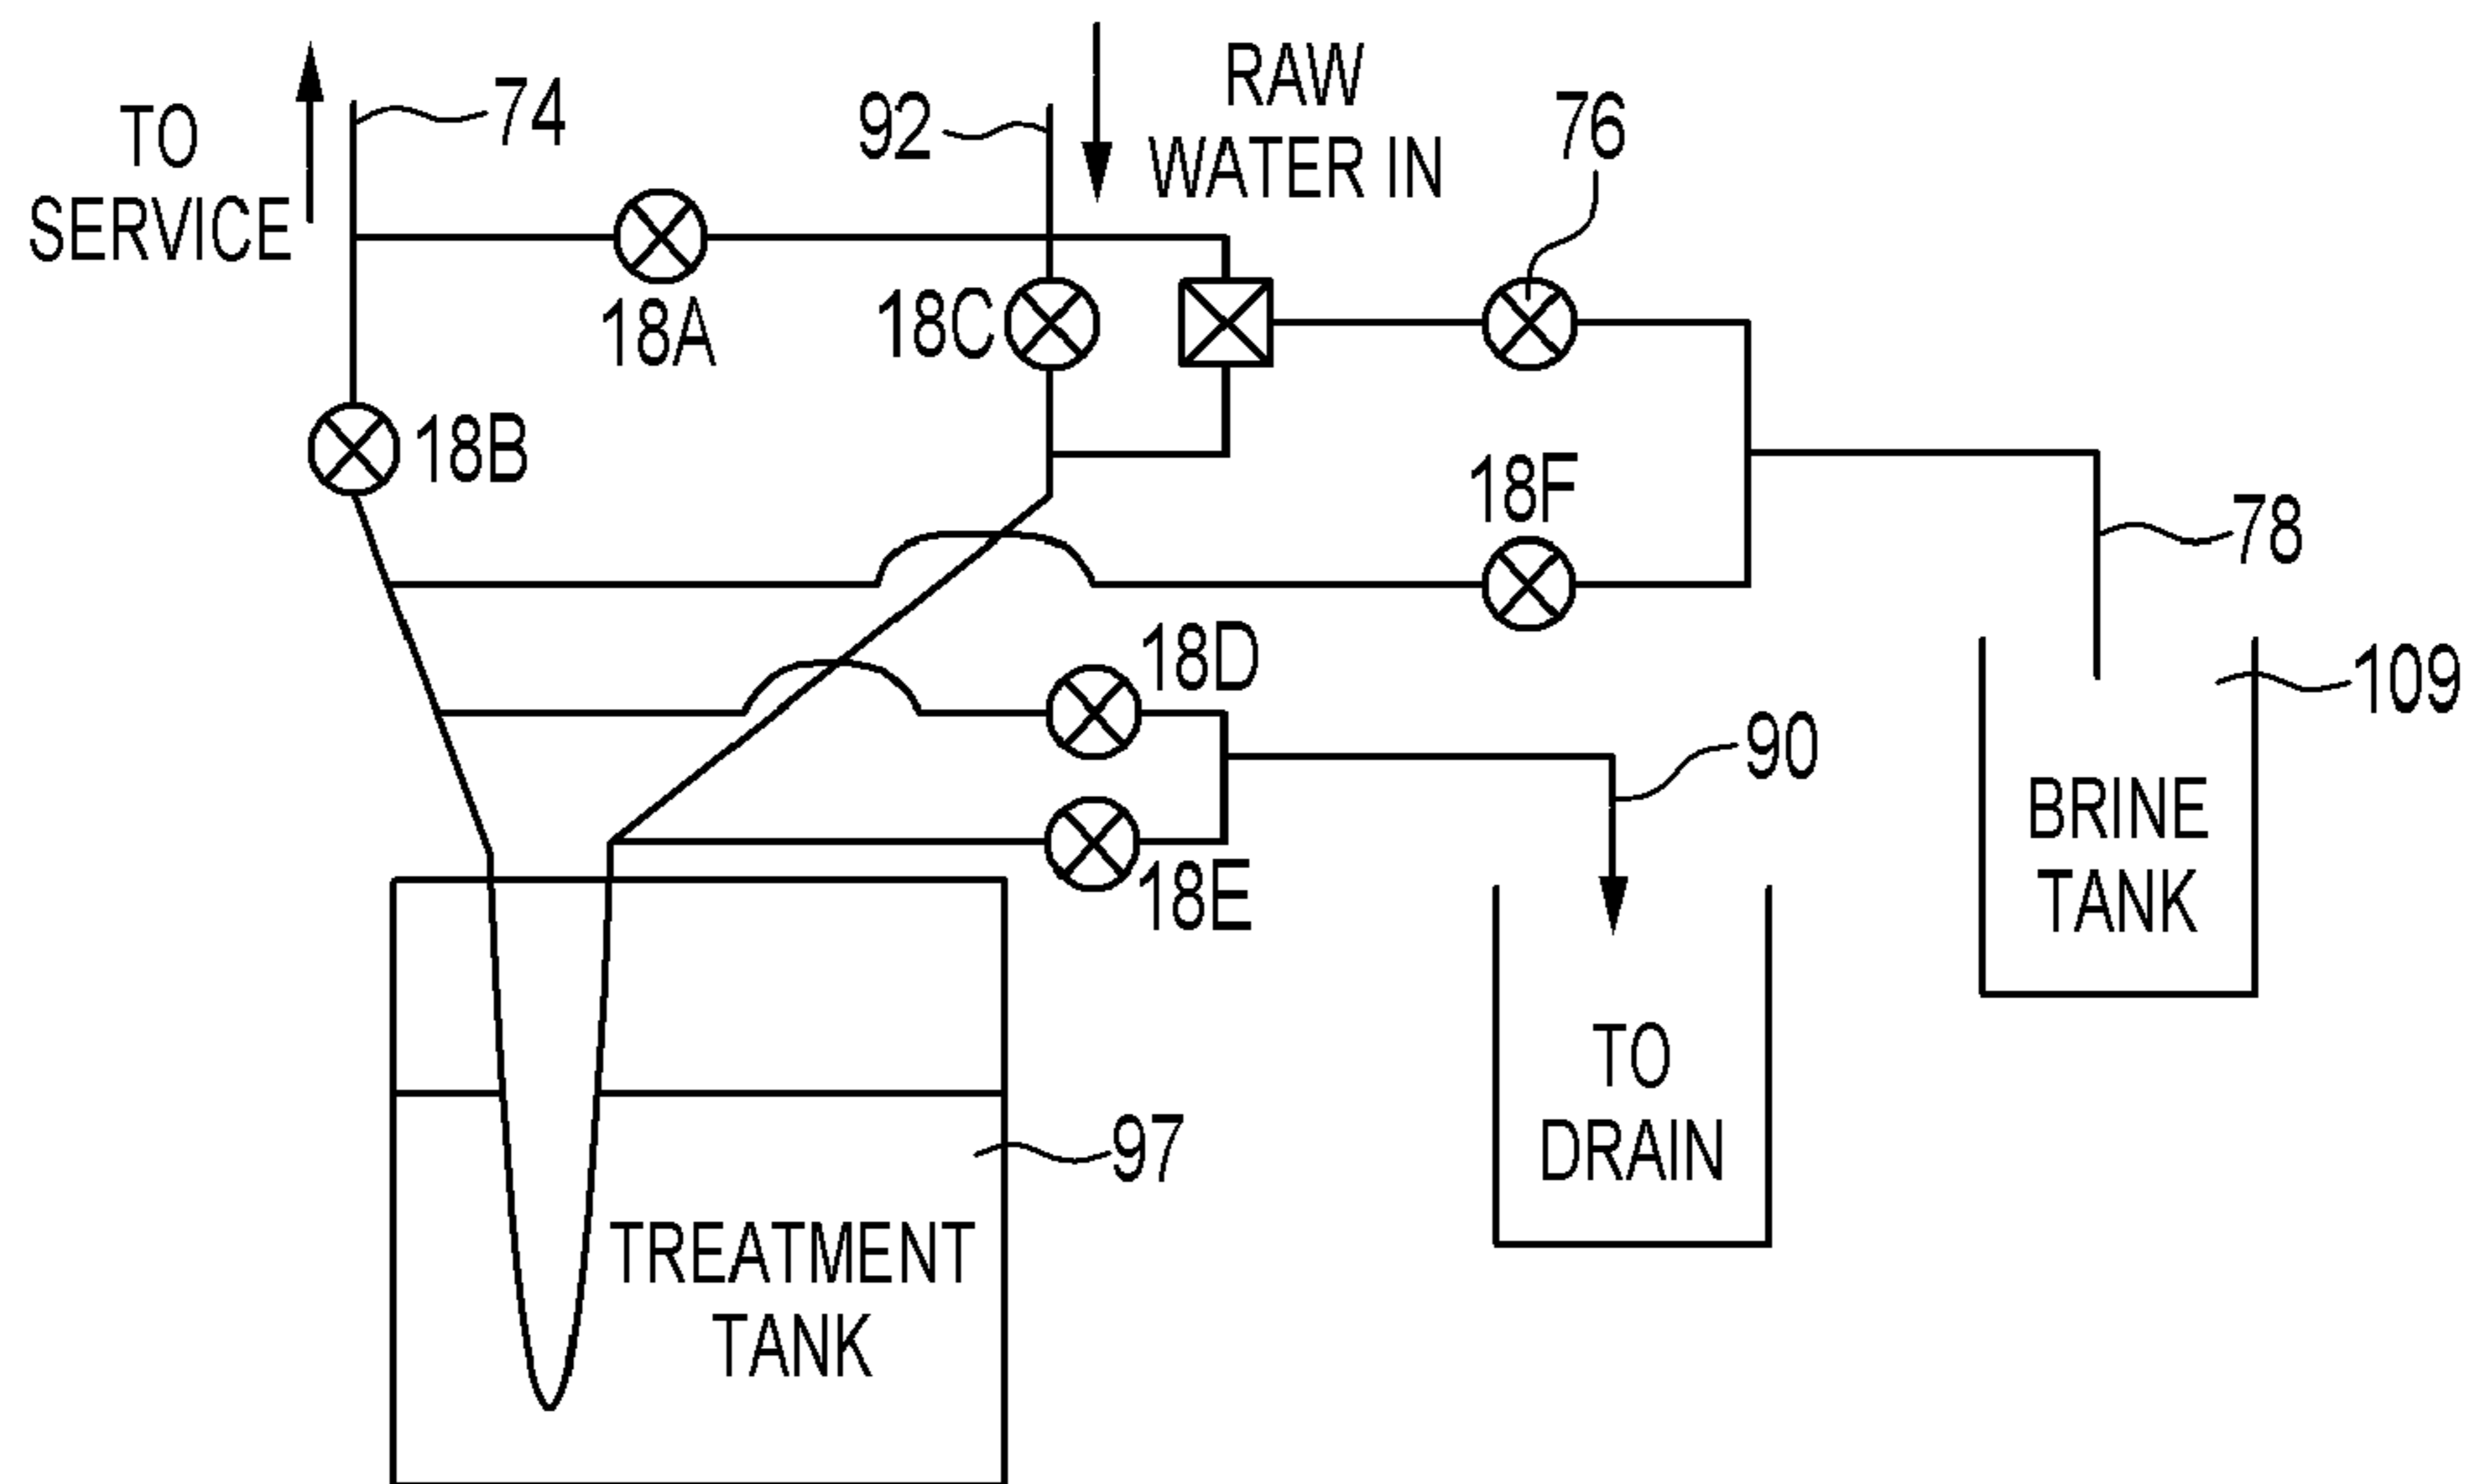 TO
SERVICE
74
92
RAW
WATER IN
76
18A
18C
18B
18F
78
18D
109
90
18E
BRINE
TANK
97
TO
DRAIN
TREATMENT
TANK